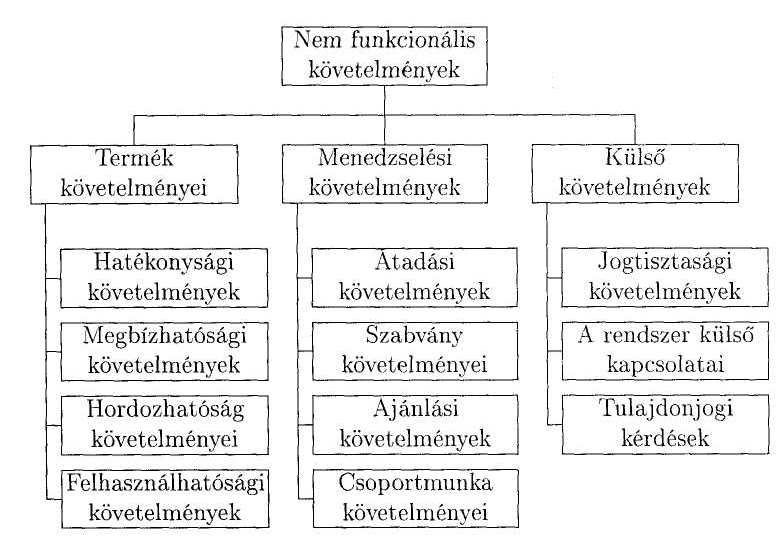 Nem funkcionális
követelmények
Termék
követelményei
Menedzselési
követelmények
Külső
követelmények
Hatékonysági
követelmények
Megbízhatósági
követelmények
Hordozhatóság
követelményei
Felhasználhatósági
követelmények
Átadási
követelmények
Szabvány
követelményei
Ajánlási
követelmények
Csoportmunka
követelményei
Jogtisztasági
követelmények
A rendszer külső
kapcsolatai
Tulajdonjogi
kérdések